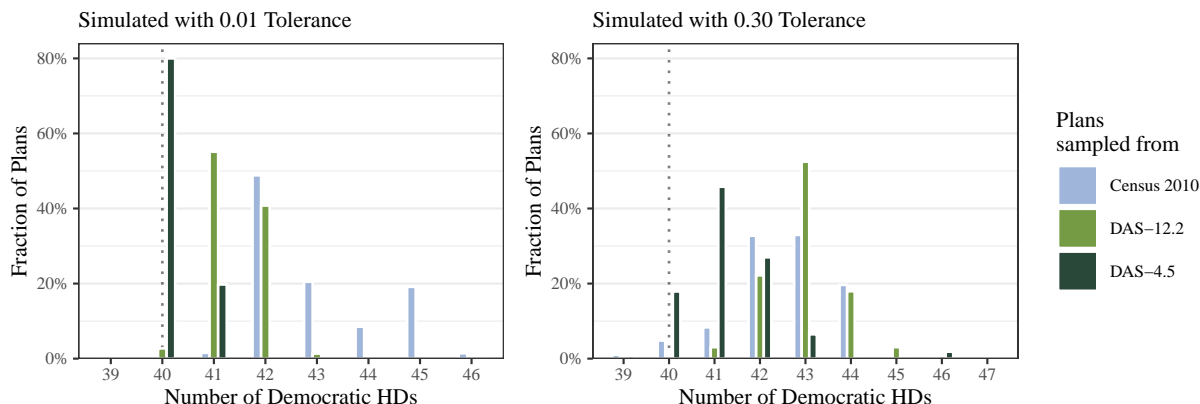 Simulated with 0.01 Tolerance
80%
60%
40%
20%
0%
Fraction of Plans
39 40 41 42 43 44 45 46
Number of Democratic HDs
Simulated with 0.30 Tolerance
80%
60%
40%
20%
0%
Fraction of Plans
39 40 41 42 43 44 45 46 47
Number of Democratic HDs
Plans
sampled from
Census 2010
DAS−12.2
DAS−4.5